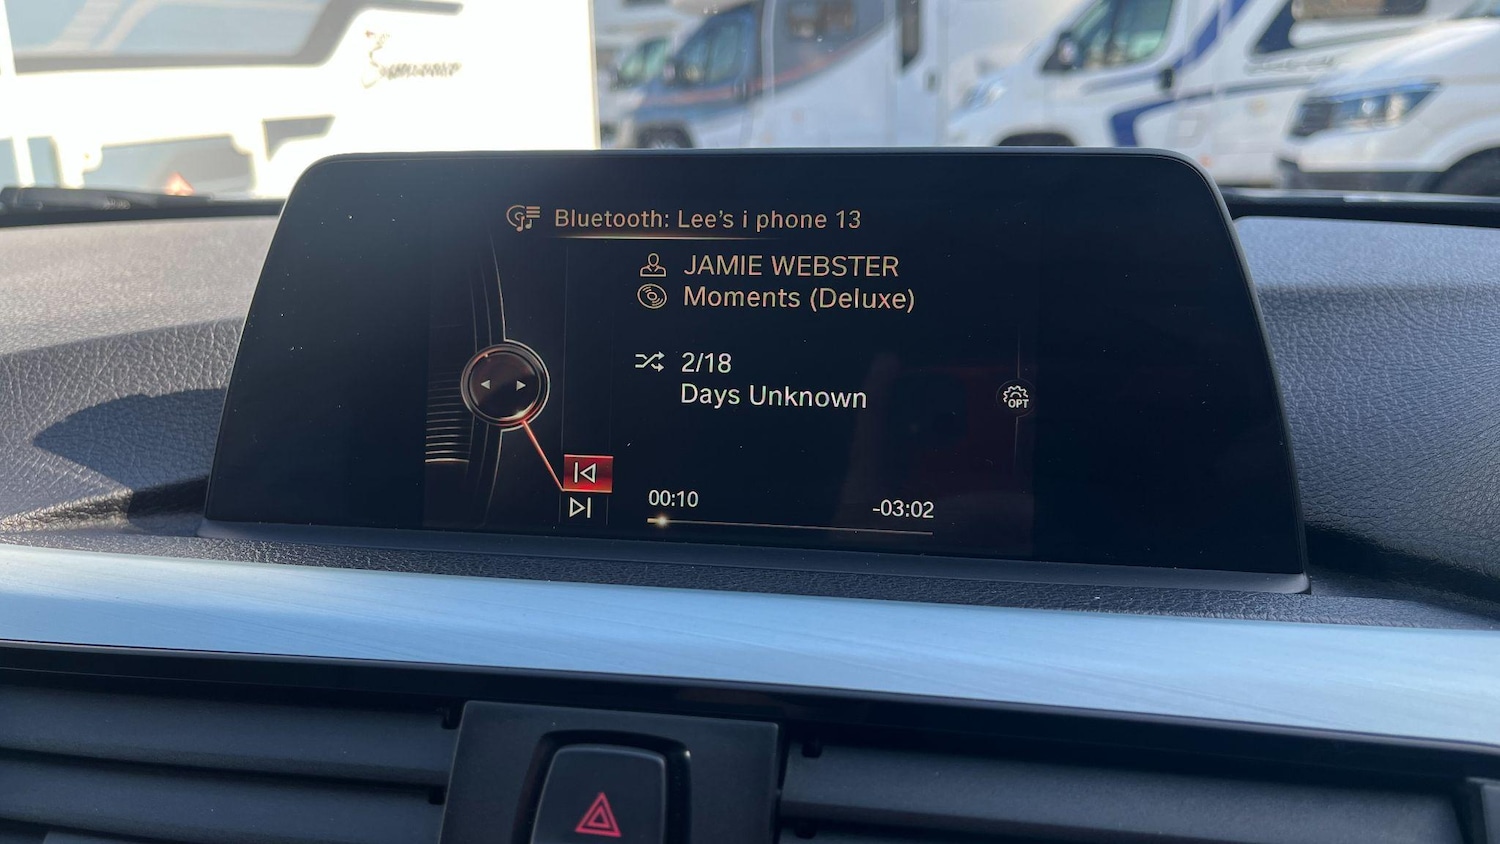 Bluetooth: Lee's i phone 13
JAMIE WEBSTER
Moments (Deluxe)
2/18
Days Unknown
OPT
00:10
-03:02